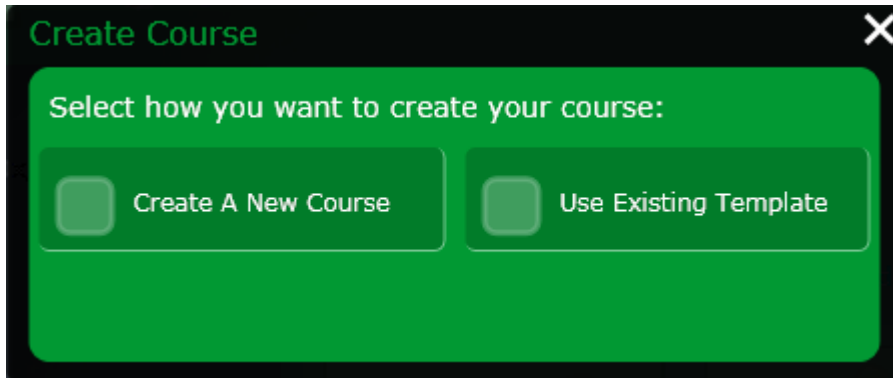 Create Course
Select how you want to create your course:
Create A New Course
Use Existing Template